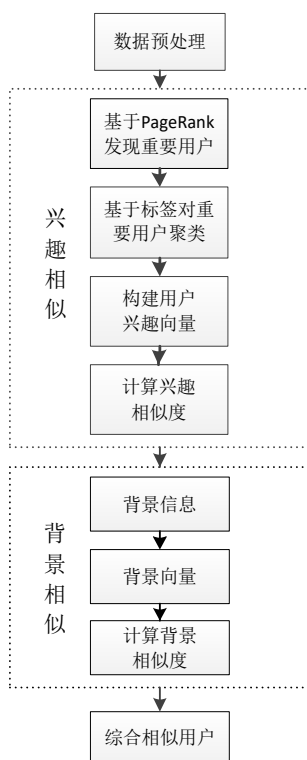 数据预处理
基于PageRank
发现重要用户
基于标签对重
要用户聚类
构建用户
兴趣向量
计算兴趣
相似度
兴
趣
相
似
背景信息
背景向量
计算背景
相似度
背
景
相
似
综合相似用户